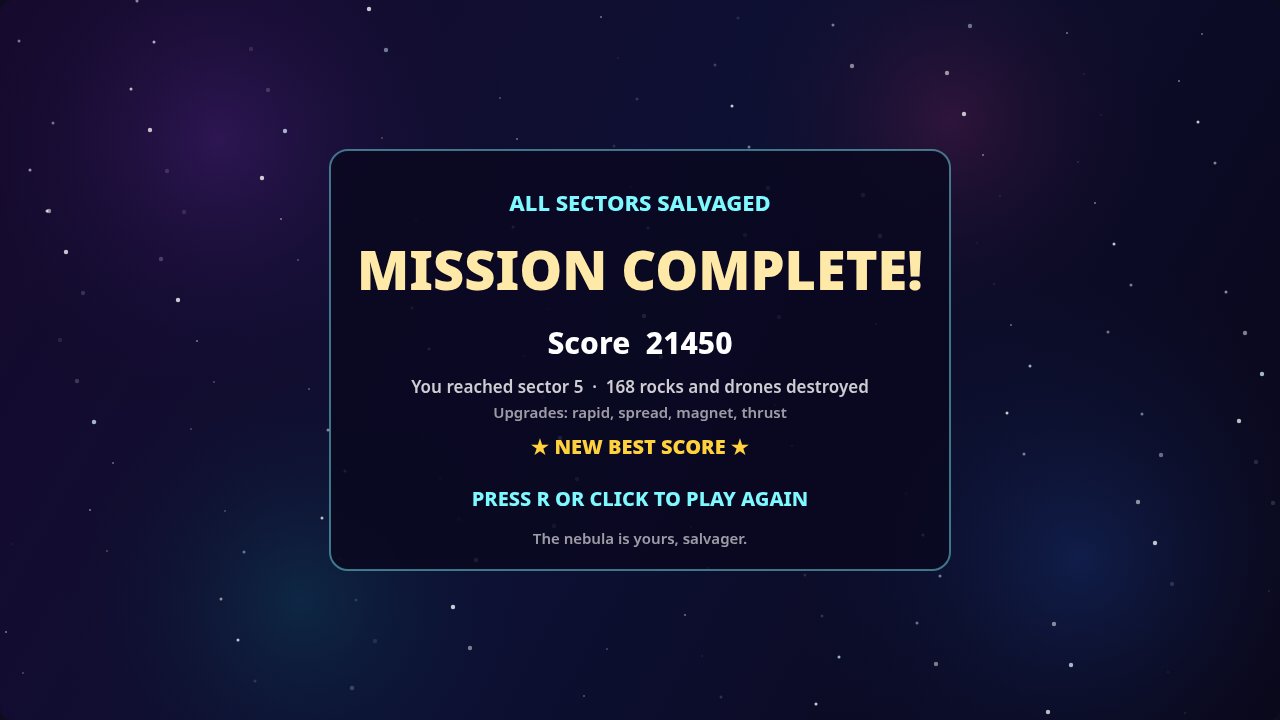 ALL SECTORS SALVAGED
MISSION COMPLETE!
Score 21450
You reached sector 5 · 168 rocks and drones destroyed
Upgrades: rapid, spread, magnet, thrust
★ NEW BEST SCORE ★
PRESS R OR CLICK TO PLAY AGAIN
The nebula is yours, salvager.